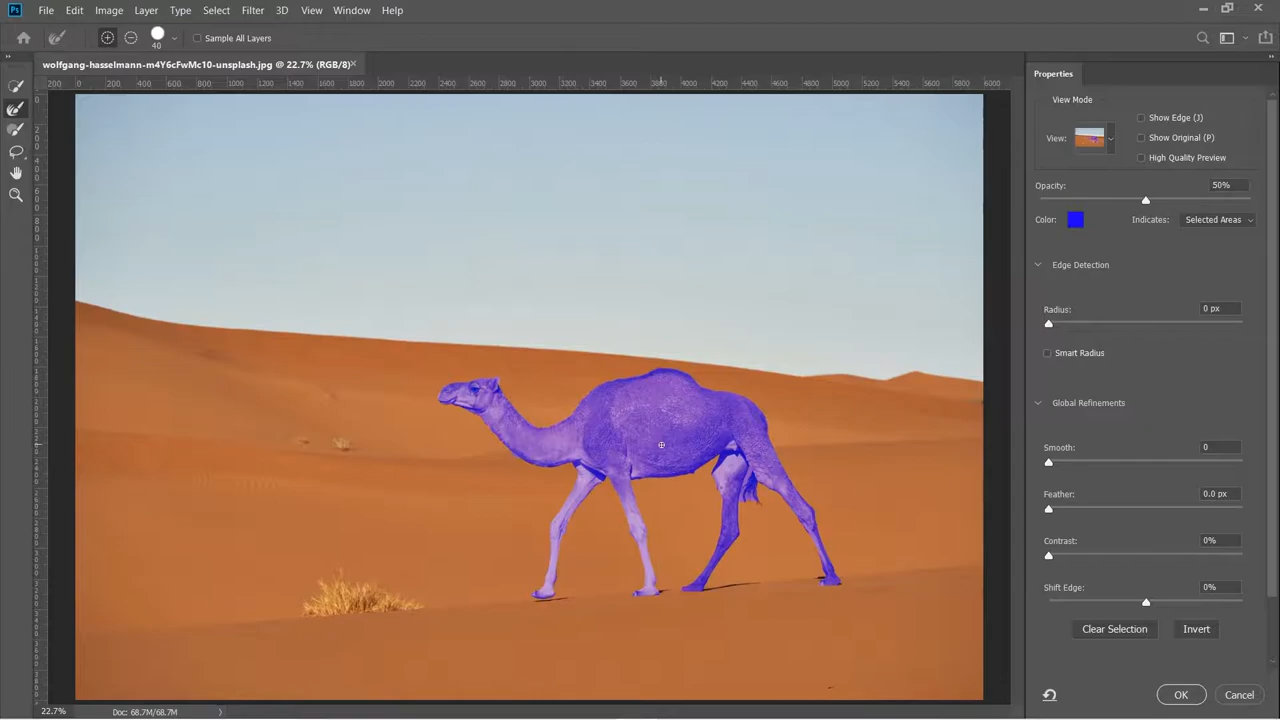 Ps File Edit Image Layer Type Select Filter 3D View Window Help
40 Sample All Layers
wolfgang-hasselmann-m4Y6cFwMc10-unsplash.jpg @ 22.7% (RGB/8)
200 0 200 400 600 800 1000 1200 1400 1600 1800 2000 2200 2400 2600 2800 3000 3200 3400 3600 3800 4000 4200 4400 4600 4800 5000 5200 5400 5600 5800 6000
Properties
View Mode
Show Edge (J)
View: Show Original (P)
High Quality Preview
Opacity: 50%
Color: Indicates: Selected Areas
Edge Detection
Radius: 0 px
Smart Radius
Global Refinements
Smooth: 0
Feather: 0.0 px
Contrast: 0%
Shift Edge: 0%
Clear Selection Invert
OK Cancel
22.7% Doc: 68.7M/68.7M